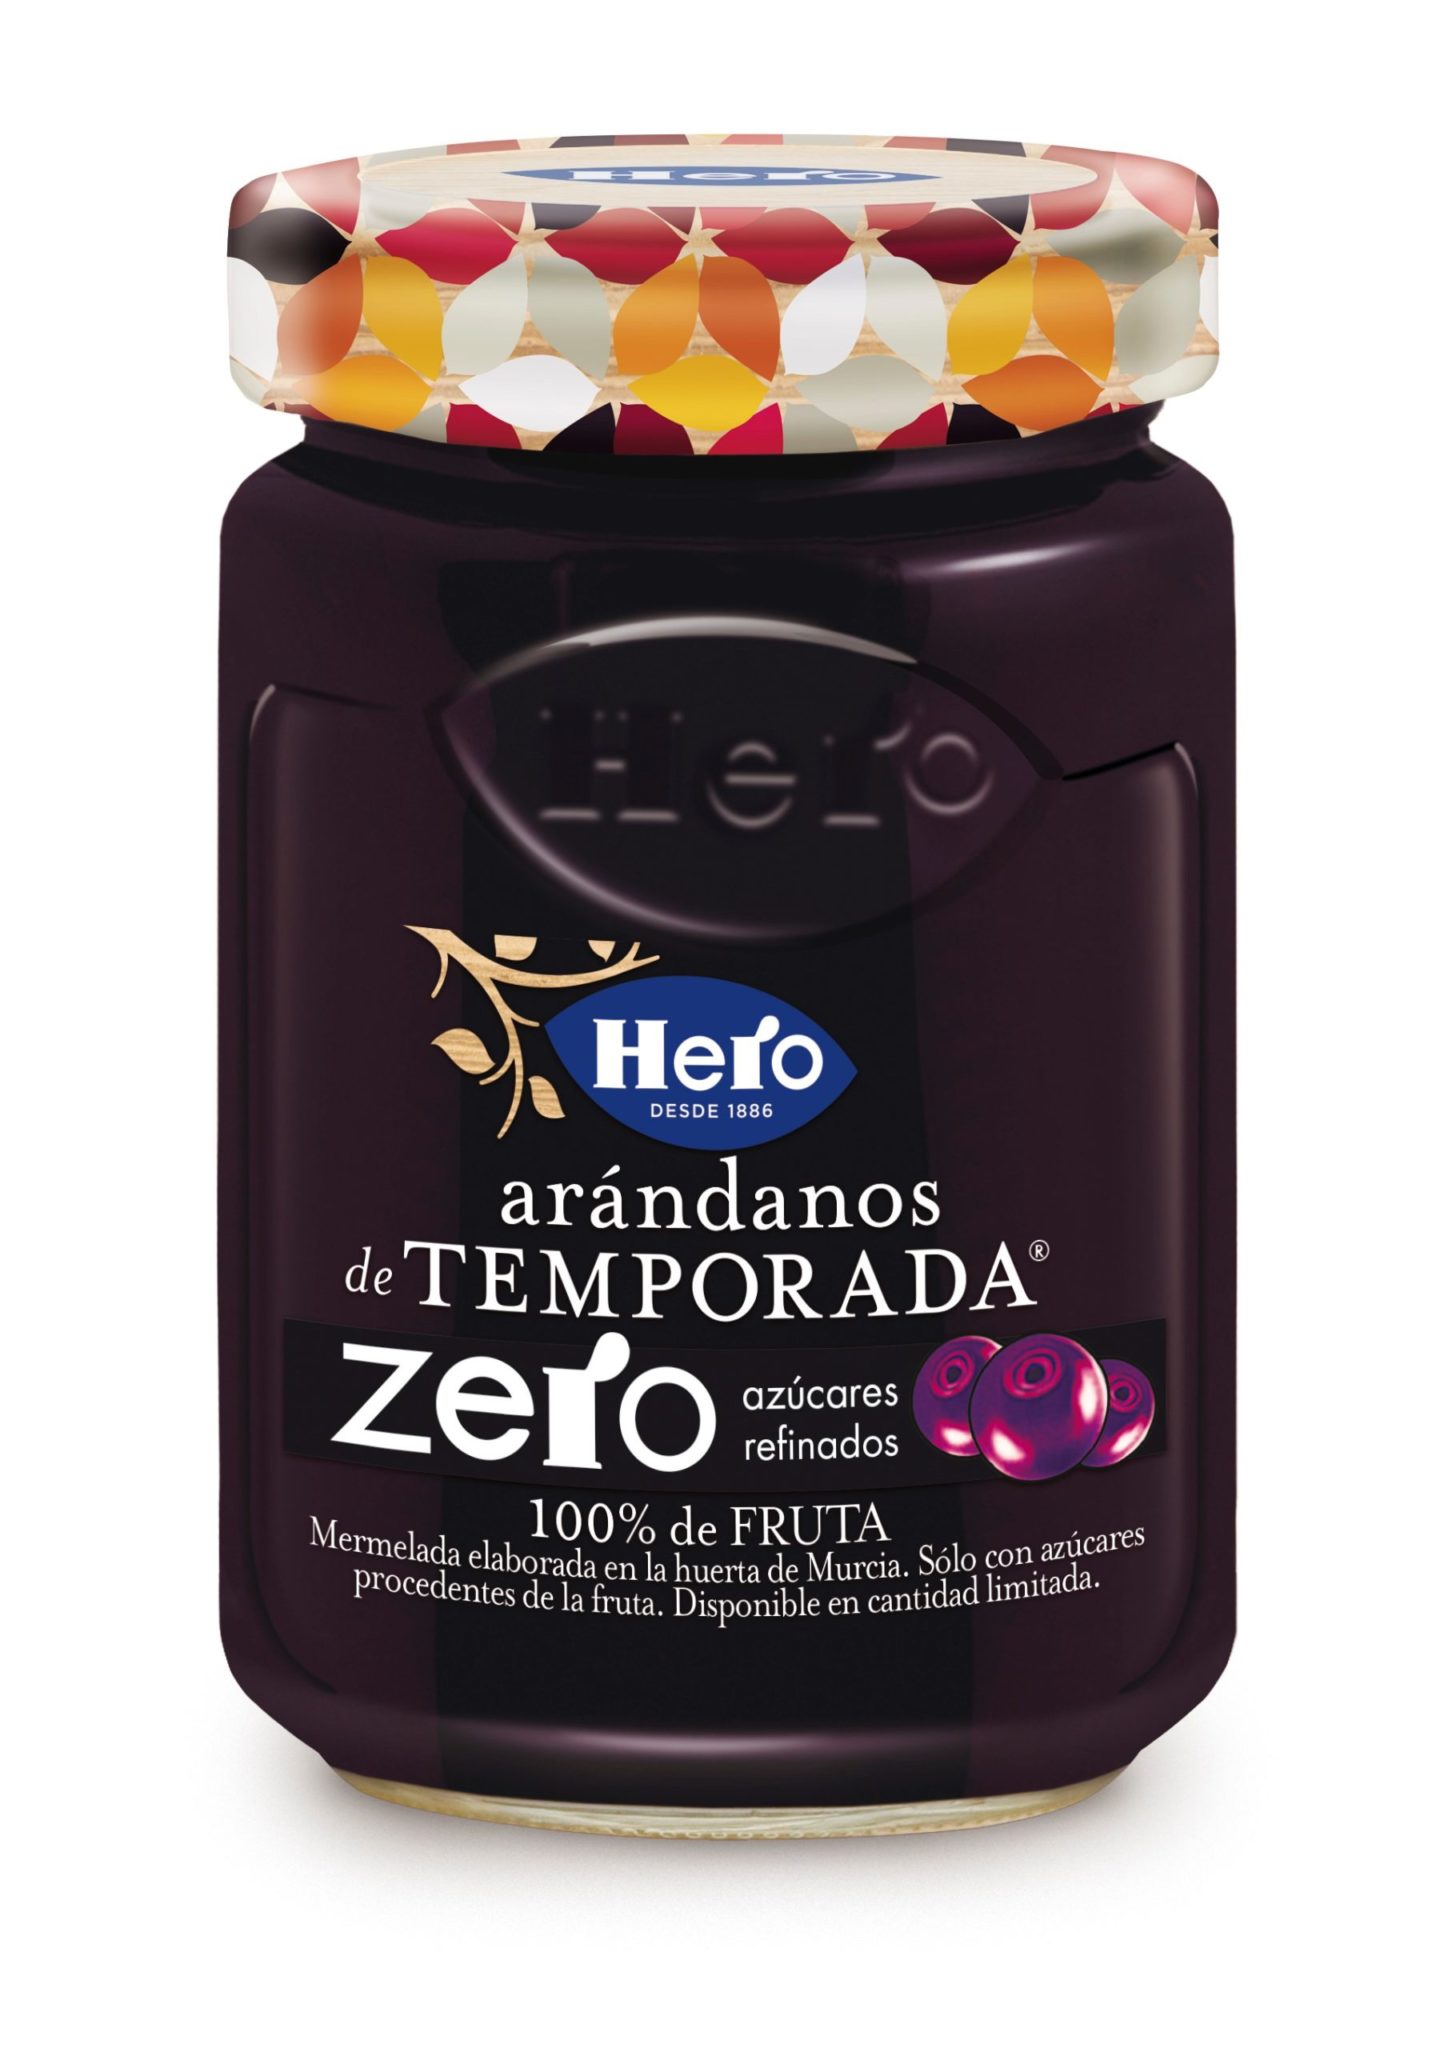 Hero
Hero
Hero
DESDE 1886
arándanos
de TEMPORADA®
zero azúcares
refinados
100% de FRUTA
Mermelada elaborada en la huerta de Murcia. Sólo con azúcares
procedentes de la fruta. Disponible en cantidad limitada.